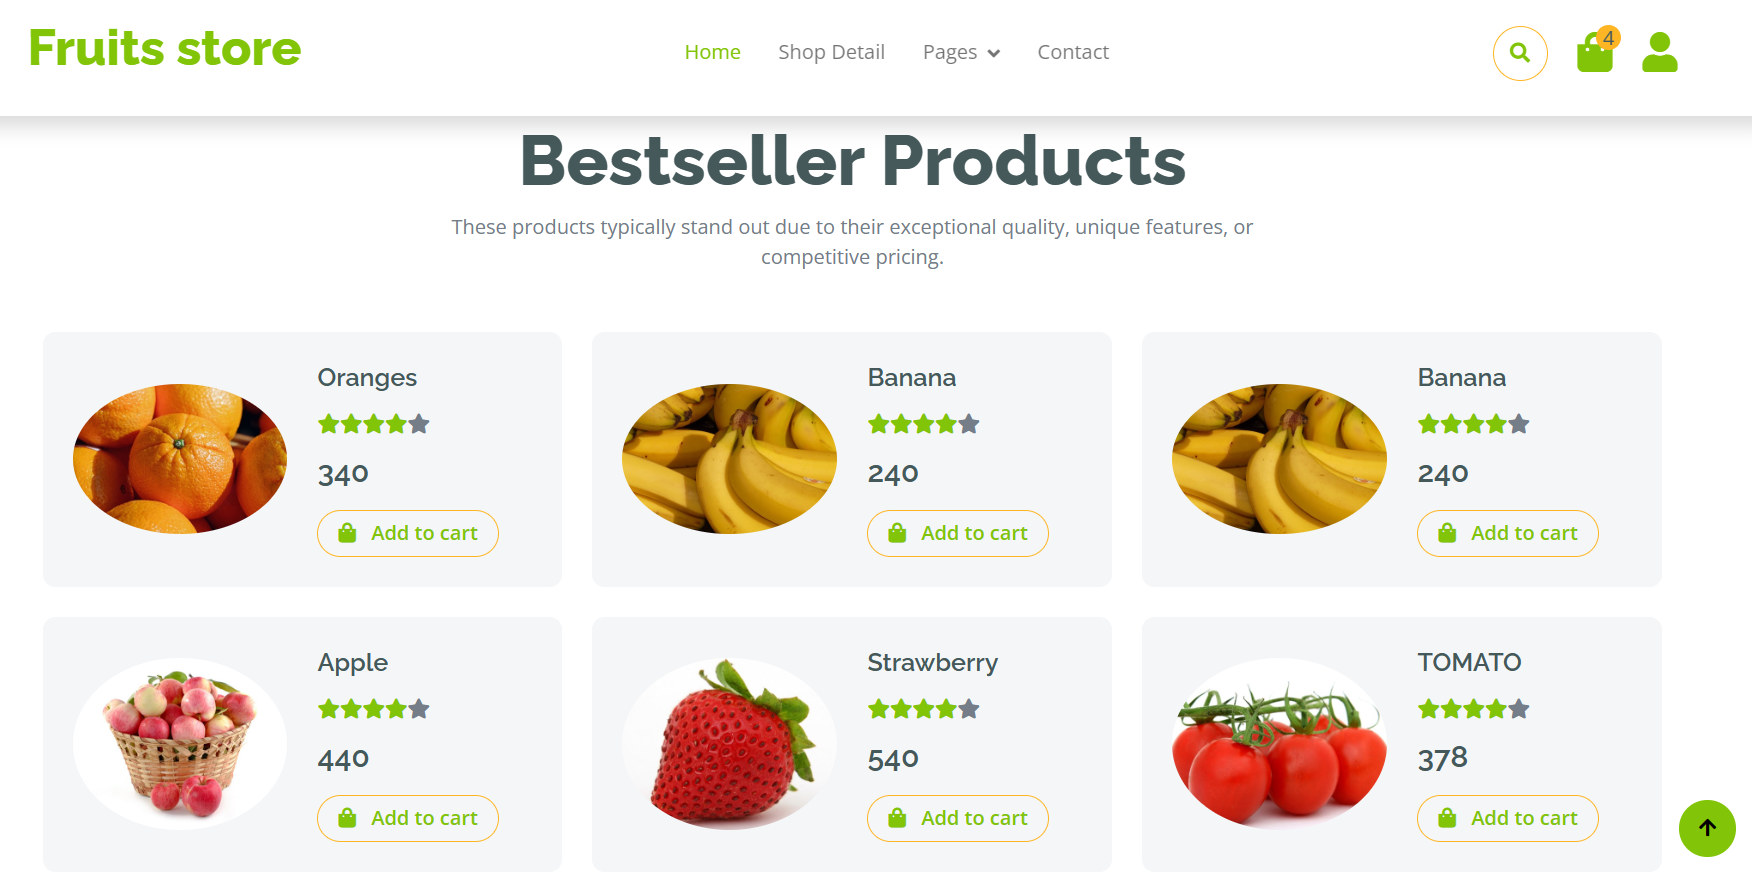 Fruits store
Home
Shop Detail
Pages
Contact
4
Bestseller Products
These products typically stand out due to their exceptional quality, unique features, or
competitive pricing.
Oranges
340
Add to cart
Banana
240
Add to cart
Banana
240
Add to cart
Apple
440
Add to cart
Strawberry
540
Add to cart
TOMATO
378
Add to cart